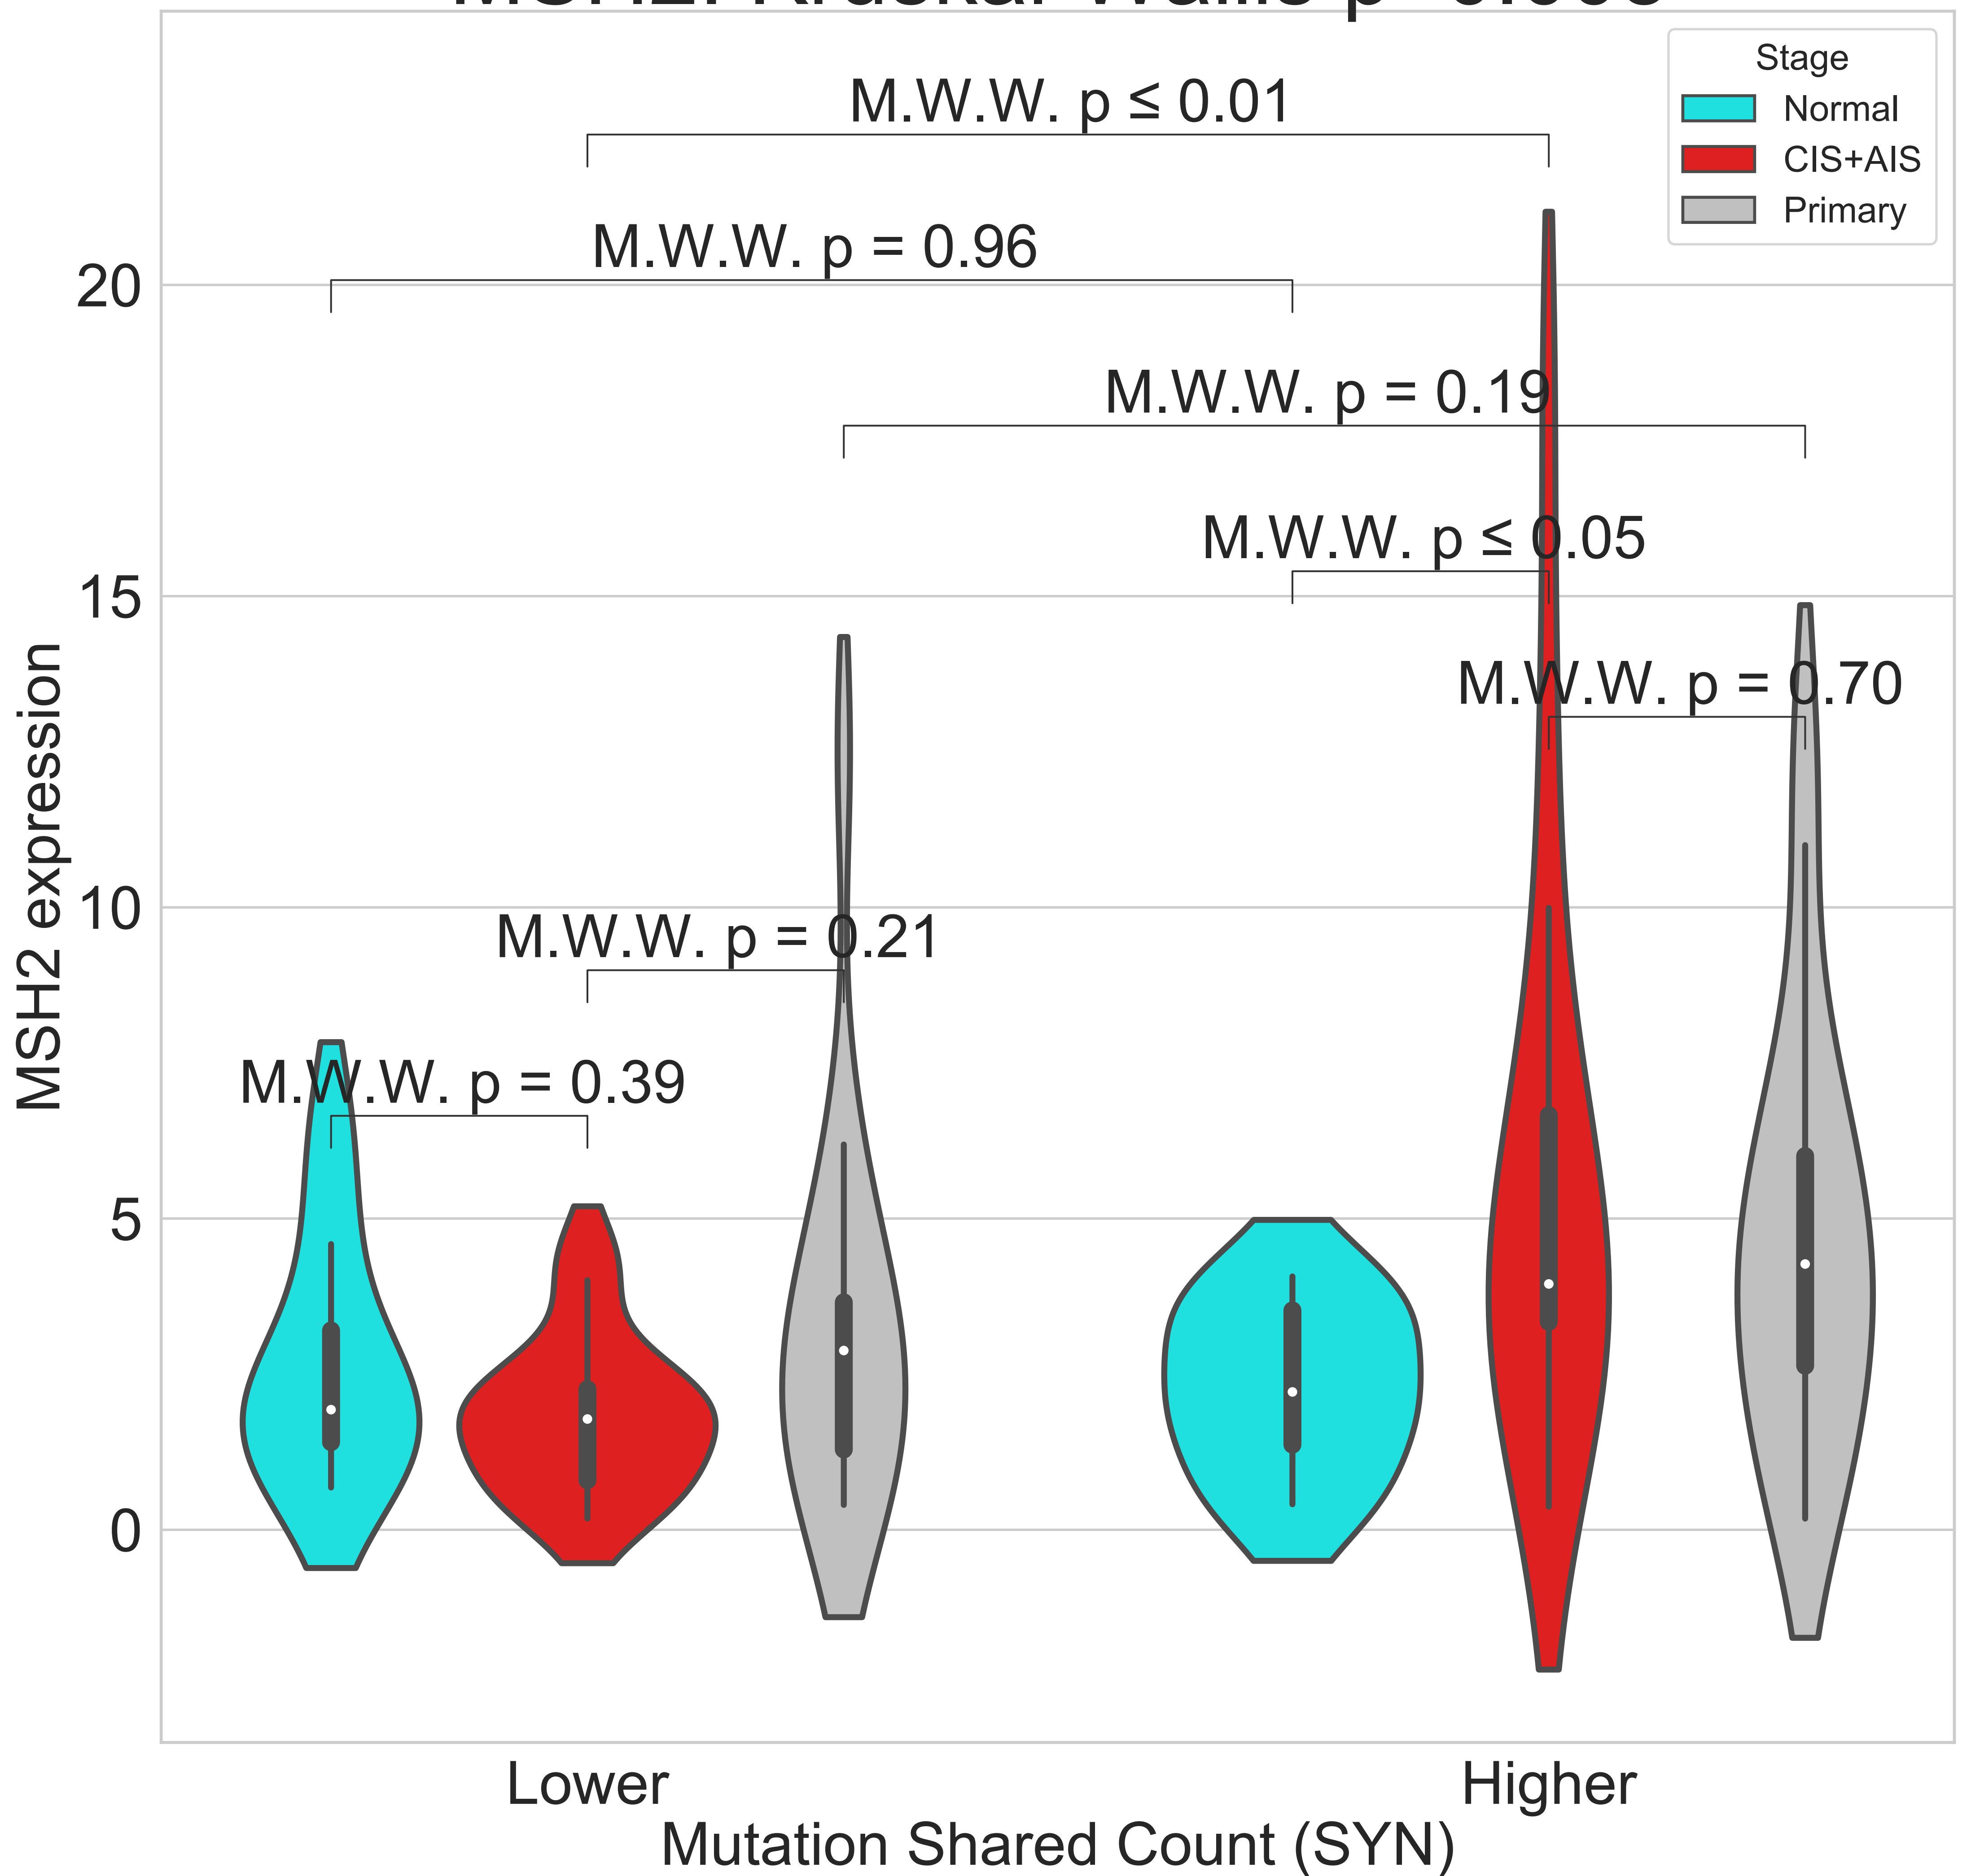 Stage
Normal
CIS+AIS
Primary
M.W.W. p ≤ 0.01
M.W.W. p = 0.96
M.W.W. p = 0.19
M.W.W. p ≤ 0.05
M.W.W. p = 0.70
M.W.W. p = 0.21
M.W.W. p = 0.39
20
15
10
5
0
MSH2 expression
Lower
Higher
Mutation Shared Count (SYN)